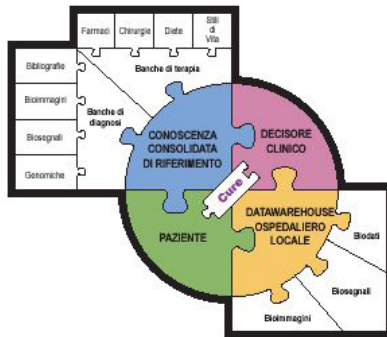 Farmaci
Chirurgie
Diete
Stili
di
Vita
Bibliografie
Bioimmagini
Biosegnali
Genomiche
Banche di terapia
Banche di
diagnosi
CONOSCENZA
CONSOLIDATA
DI RIFERIMENTO
DECISORE
CLINICO
Cure
PAZIENTE
DATAWAREHOUSE
OSPEDALIERO
LOCALE
Biodati
Biosegnali
Bioimmagini